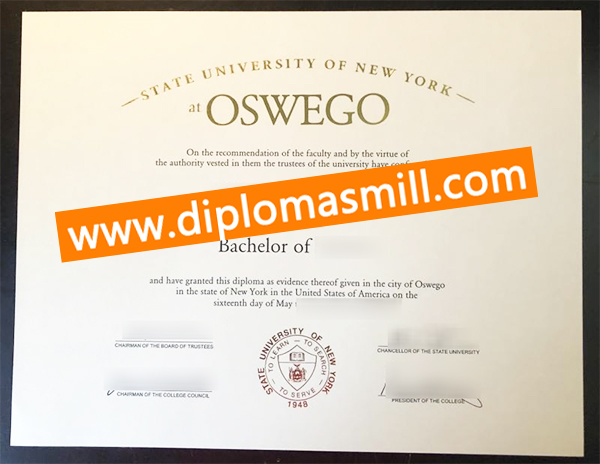 STATE UNIVERSITY OF NEW YORK
at OSWEGO
On the recommendation of the faculty and by the virtue of
the authority vested in them the trustees of the university have
www.diplomasmill.com
Bachelor of
and have granted this diploma as evidence thereof given in the city of Oswego
in the state of New York in the United States of America on the
sixteenth day of May
CHAIRMAN OF THE BOARD OF TRUSTEES
CHANCELLOR OF THE STATE UNIVERSITY
CHAIRMAN OF THE COLLEGE COUNCIL
PRESIDENT OF THE COLLEGE
STATE UNIVERSITY OF NEW YORK
TO LEARN — TO SEARCH — TO SERVE
1948